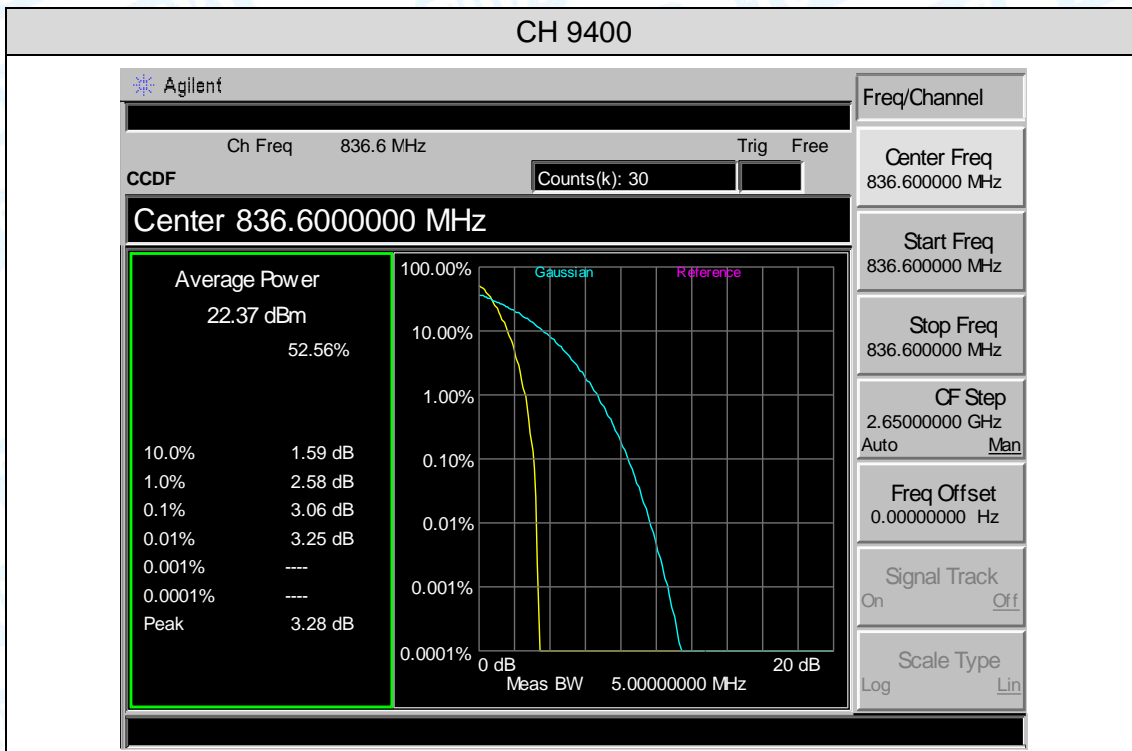 CH 9400
Agilent
Freq/Channel
Ch Freq 836.6 MHz Trig Free
CCDF Counts(k): 30
Center 836.6000000 MHz
Average Power
22.37 dBm
52.56%
10.0% 1.59 dB
1.0% 2.58 dB
0.1% 3.06 dB
0.01% 3.25 dB
0.001% ----
0.0001% ----
Peak 3.28 dB
Gaussian Reference
100.00%
10.00%
1.00%
0.10%
0.01%
0.001%
0.0001%
0 dB 20 dB
Meas BW 5.00000000 MHz
Center Freq
836.600000 MHz
Start Freq
836.600000 MHz
Stop Freq
836.600000 MHz
CF Step
2.65000000 GHz
Auto Man
Freq Offset
0.00000000 Hz
Signal Track
On Off
Scale Type
Log Lin